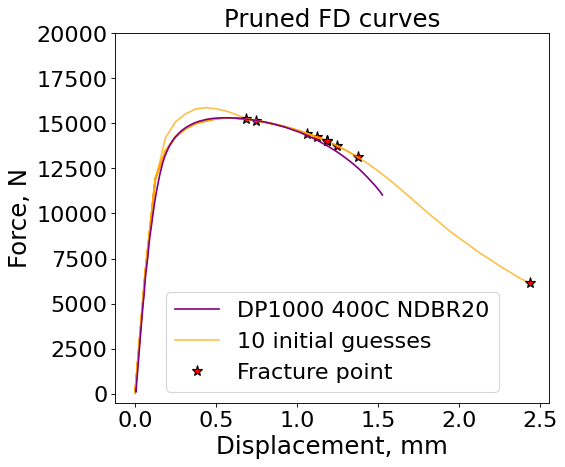 Pruned FD curves
Force, N
20000
17500
15000
12500
10000
7500
5000
2500
0
DP1000 400C NDBR20
10 initial guesses
Fracture point
0.0 0.5 1.0 1.5 2.0 2.5
Displacement, mm